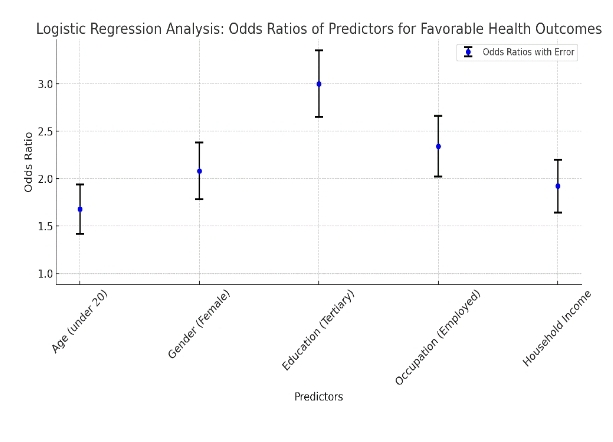 Logistic Regression Analysis: Odds Ratios of Predictors for Favorable Health Outcomes
Odds Ratios with Error
Odds Ratio
3.0
2.5
2.0
1.5
1.0
Age (under 20)
Gender (Female)
Education (Tertiary)
Occupation (Employed)
Household Income
Predictors